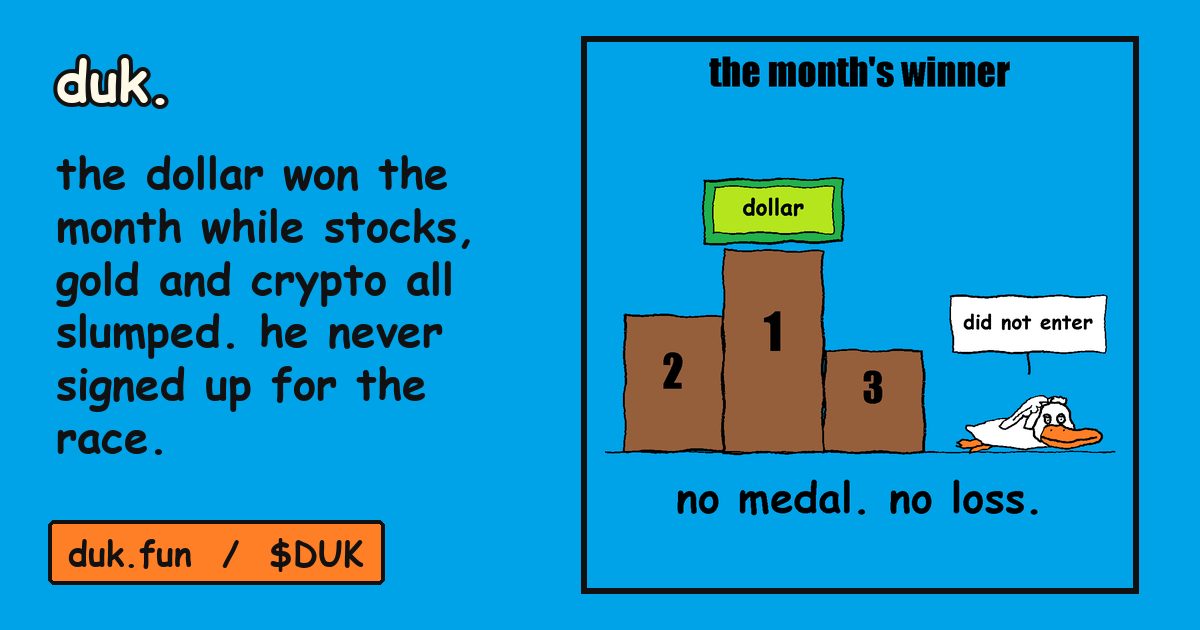 duk.
the dollar won the
month while stocks,
gold and crypto all
slumped. he never
signed up for the
race.
duk.fun / $DUK
the month's winner
dollar
1
2
3
did not enter
no medal. no loss.